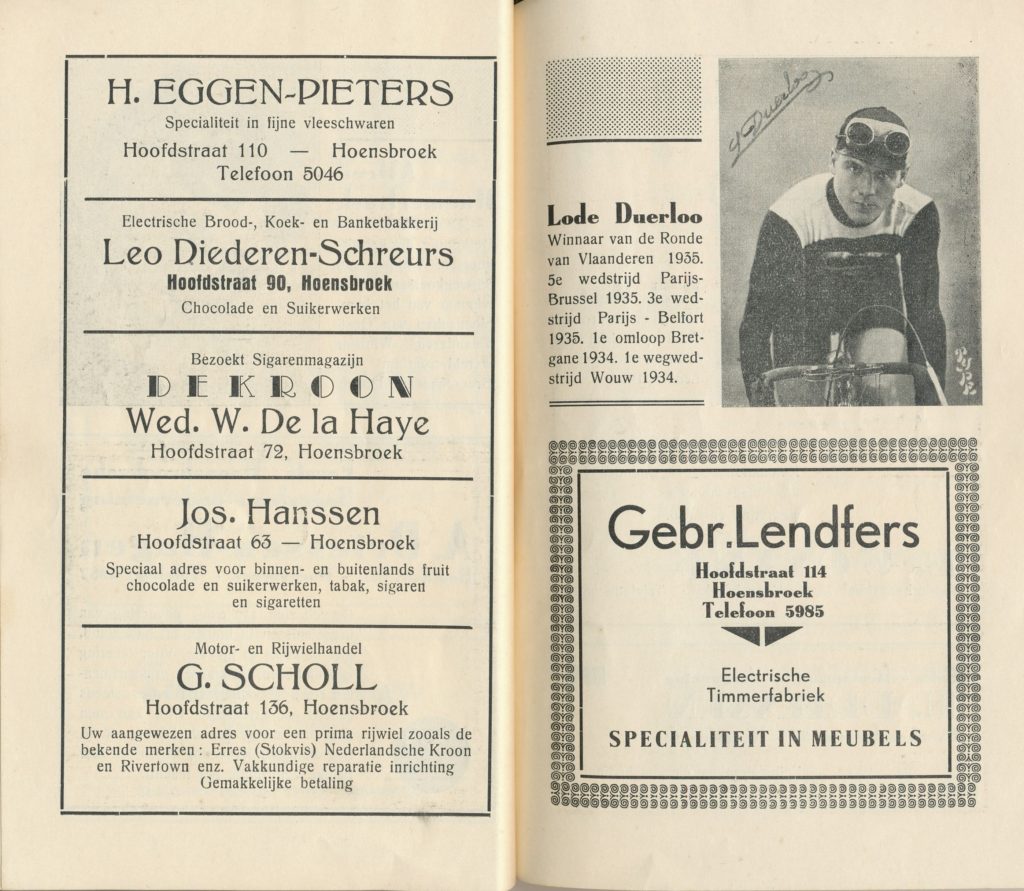 H. EGGEN-PIETERS
Specialiteit in fijne vleeschwaren
Hoofdstraat 110 — Hoensbroek
Telefoon 5046
Electrische Brood-, Koek- en Banketbakkerij
Leo Diederen-Schreurs
Hoofdstraat 90, Hoensbroek
Chocolade en Suikerwerken
Bezoekt Sigarenmagazijn
DE KROON
Wed. W. De la Haye
Hoofdstraat 72, Hoensbroek
Jos. Hanssen
Hoofdstraat 63 — Hoensbroek
Speciaal adres voor binnen- en buitenlands fruit
chocolade en suikerwerken, tabak, sigaren
en sigaretten
Motor- en Rijwielhandel
G. SCHOLL
Hoofdstraat 136, Hoensbroek
Uw aangewezen adres voor een prima rijwiel zooals de
bekende merken : Erres (Stokvis) Nederlandsche Kroon
en Rivertown enz. Vakkundige reparatie inrichting
Gemakkelijke betaling
Lode Duerloo
Winnaar van de Ronde
van Vlaanderen 1935.
5e wedstrijd Parijs-
Brussel 1935. 3e wed-
strijd Parijs - Belfort
1935. 1e omloop Bret-
gane 1934. 1e wegwed-
strijd Wouw 1934.
L Duerloo
Gebr. Lendfers
Hoofdstraat 114
Hoensbroek
Telefoon 5985
Electrische
Timmerfabriek
SPECIALITEIT IN MEUBELS